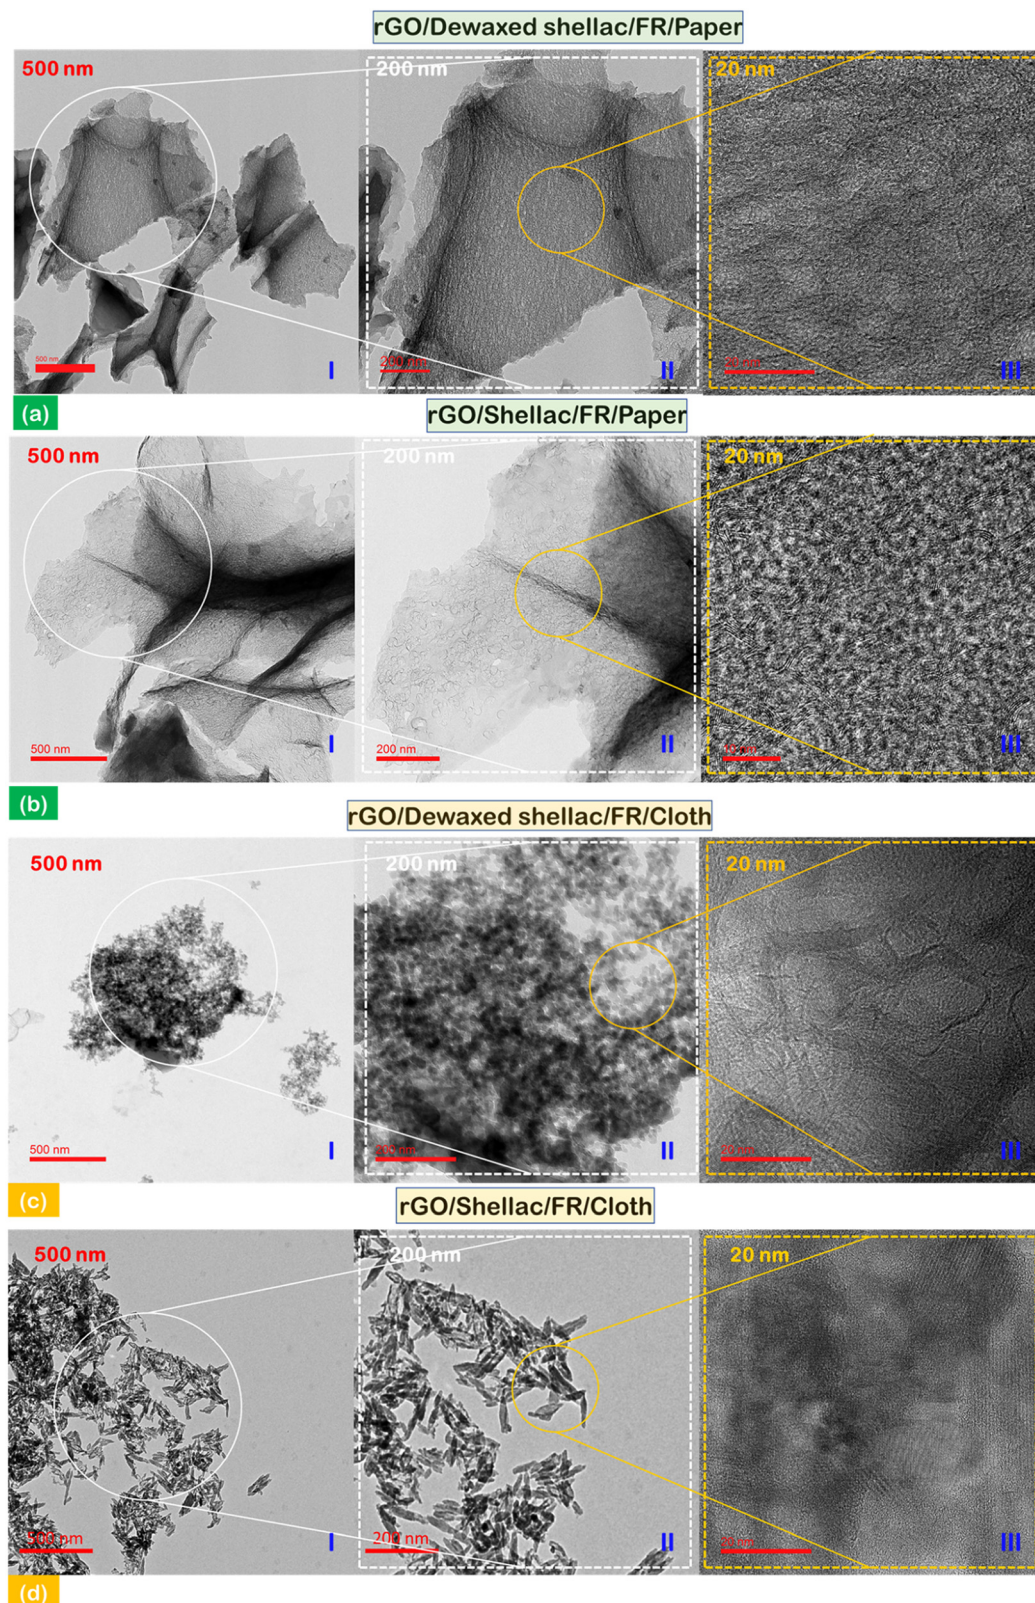 rGO/Dewaxed shellac/FR/Paper
500 nm
200 nm
20 nm
500 nm
200 nm
20 nm
I
II
III
(a)
rGO/Shellac/FR/Paper
500 nm
200 nm
20 nm
500 nm
200 nm
10 nm
I
II
III
(b)
rGO/Dewaxed shellac/FR/Cloth
500 nm
200 nm
20 nm
500 nm
200 nm
20 nm
I
II
III
(c)
rGO/Shellac/FR/Cloth
500 nm
200 nm
20 nm
500 nm
200 nm
20 nm
I
II
III
(d)